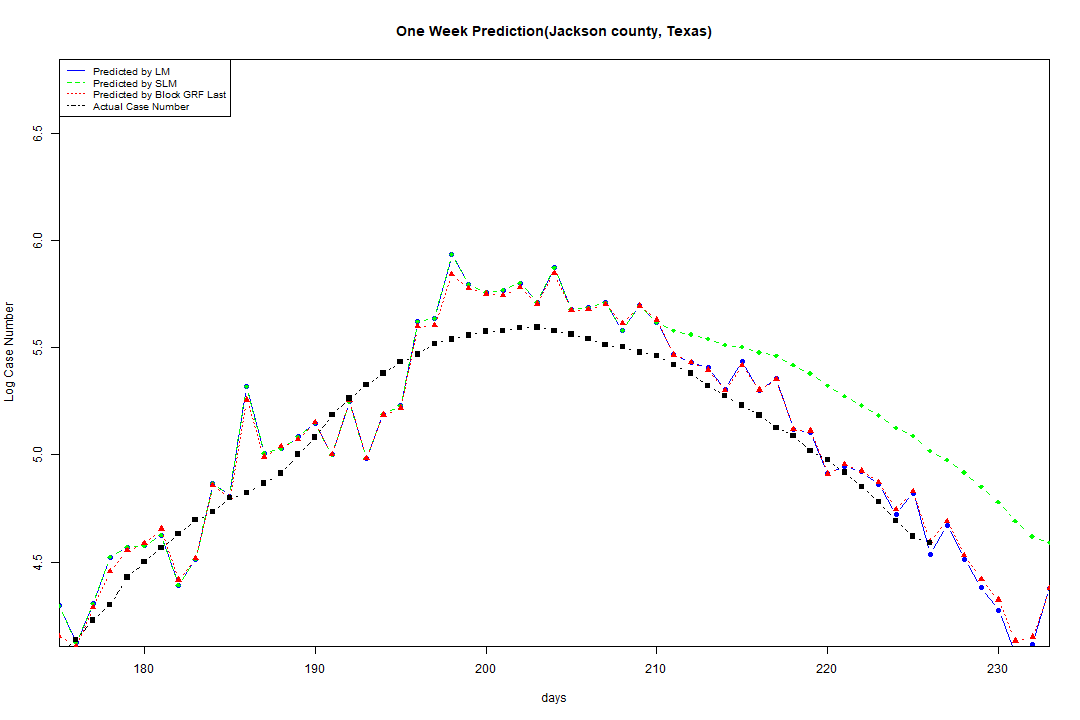 One Week Prediction(Jackson county, Texas)
Predicted by LM
Predicted by SLM
Predicted by Block GRF Last
Actual Case Number
6.5
6.0
5.5
5.0
4.5
Log Case Number
180 190 200 210 220 230
days